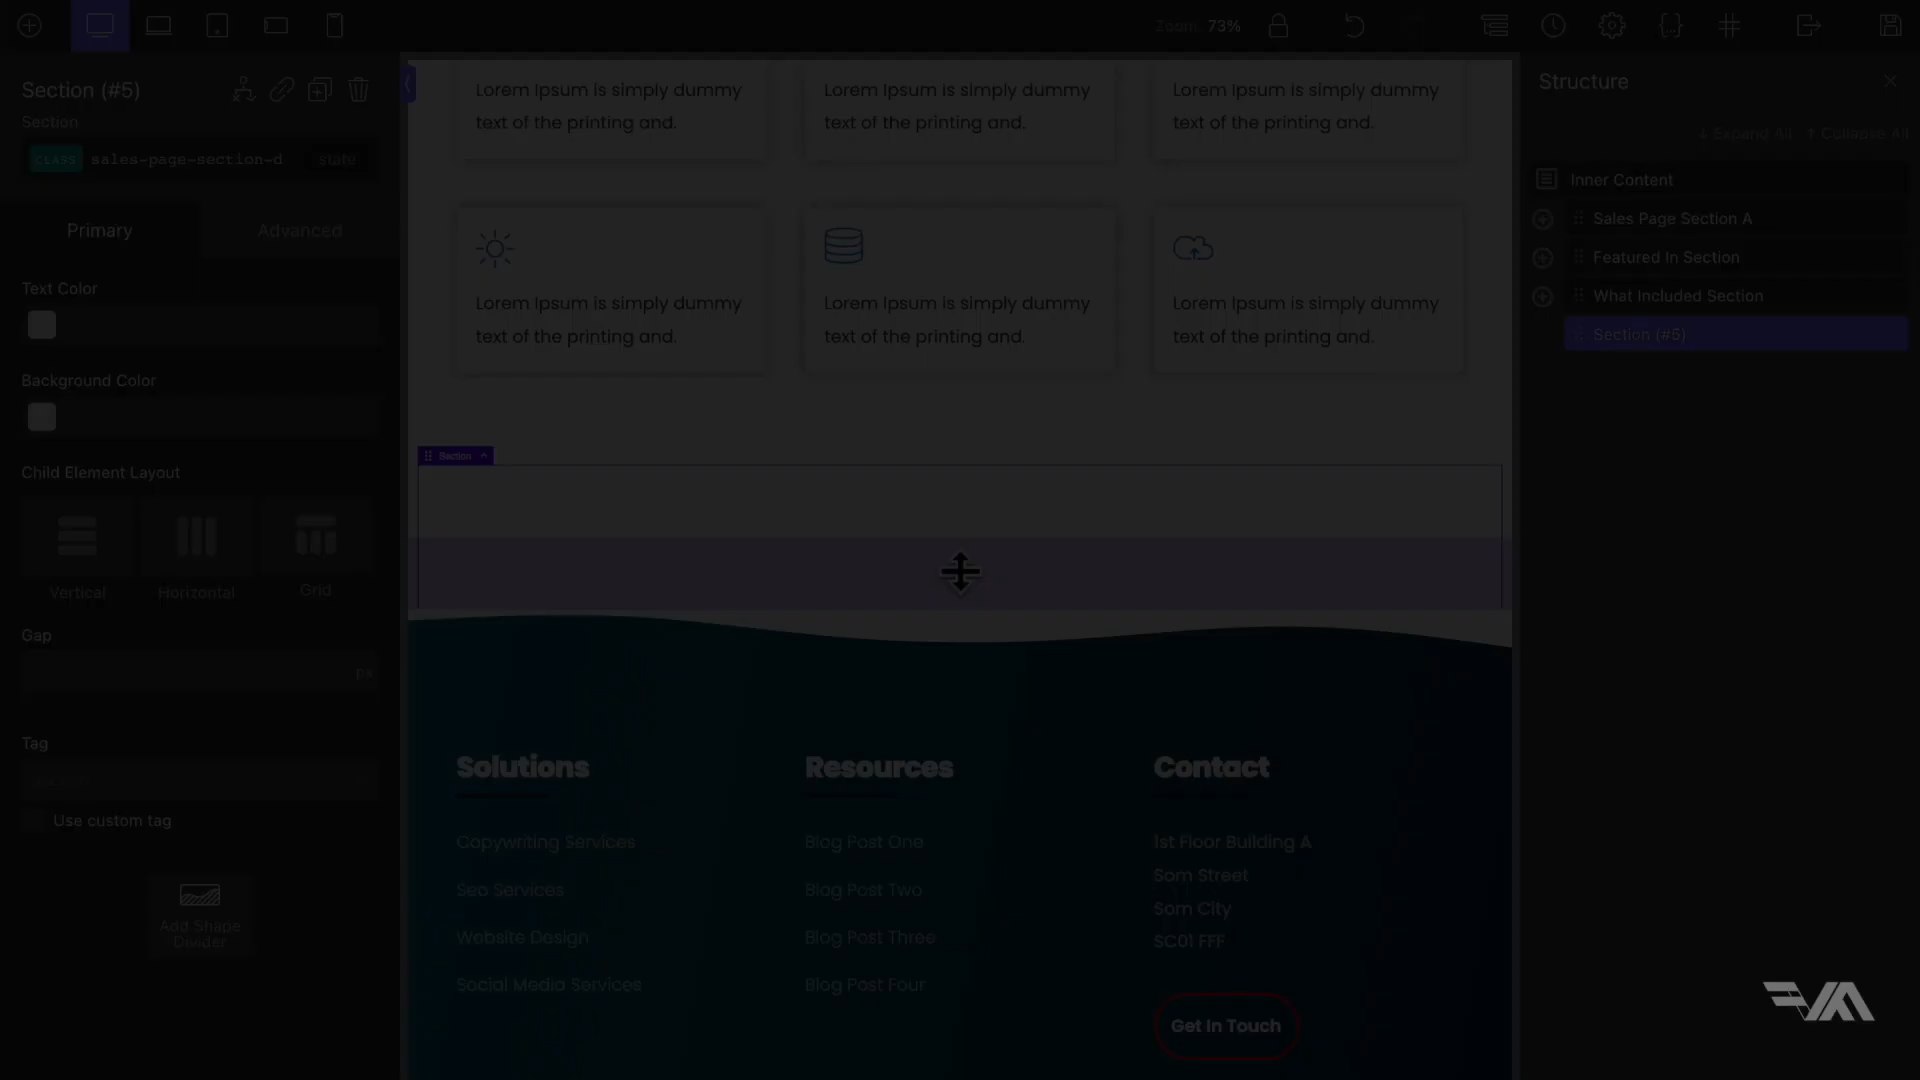 Zoom: 73%
Section (#5)
Section
CLASS sales-page-section-d state
Primary Advanced
Text Color
Background Color
Child Element Layout
Vertical Horizontal Grid
Gap
px
Tag
Use custom tag
Add Shape
Divider
Lorem Ipsum is simply dummy
text of the printing and.
Lorem Ipsum is simply dummy
text of the printing and.
Lorem Ipsum is simply dummy
text of the printing and.
Lorem Ipsum is simply dummy
text of the printing and.
Lorem Ipsum is simply dummy
text of the printing and.
Lorem Ipsum is simply dummy
text of the printing and.
Section
Solutions
Copywriting Services
Seo Services
Website Design
Social Media Services
Resources
Blog Post One
Blog Post Two
Blog Post Three
Blog Post Four
Contact
1st Floor Building A
Som Street
Som City
SC01 FFF
Get In Touch
Structure
Expand All Collapse All
Inner Content
Sales Page Section A
Featured In Section
What Included Section
Section (#5)